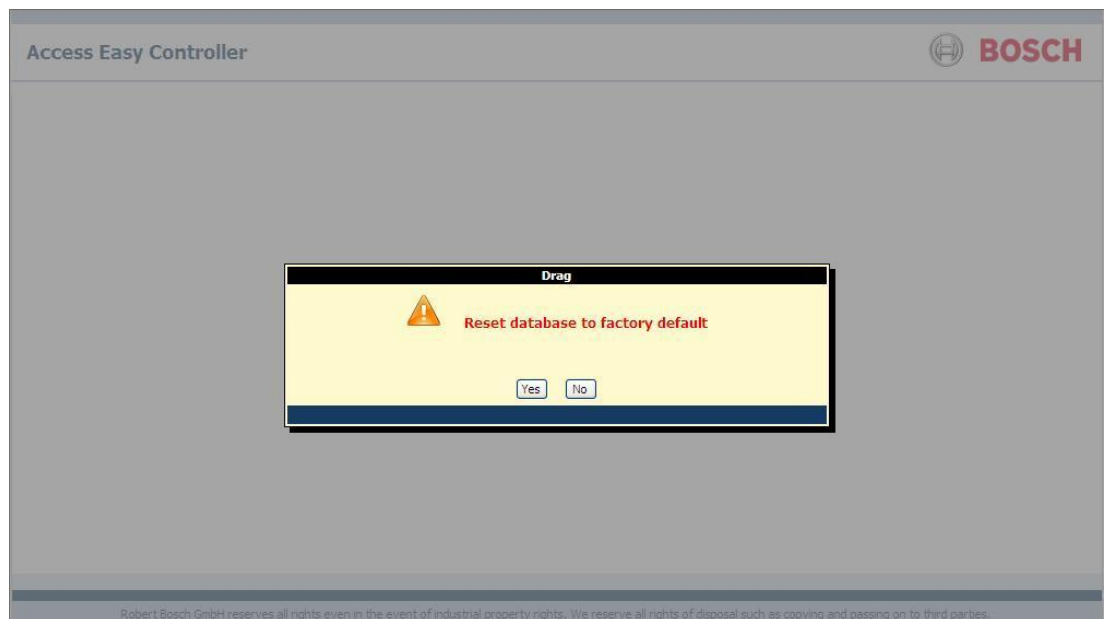 Access Easy Controller
BOSCH
Drag
Reset database to factory default
Yes No
Robert Bosch GmbH reserves all rights even in the event of industrial property rights. We reserve all rights of disposal such as copying and passing on to third parties.